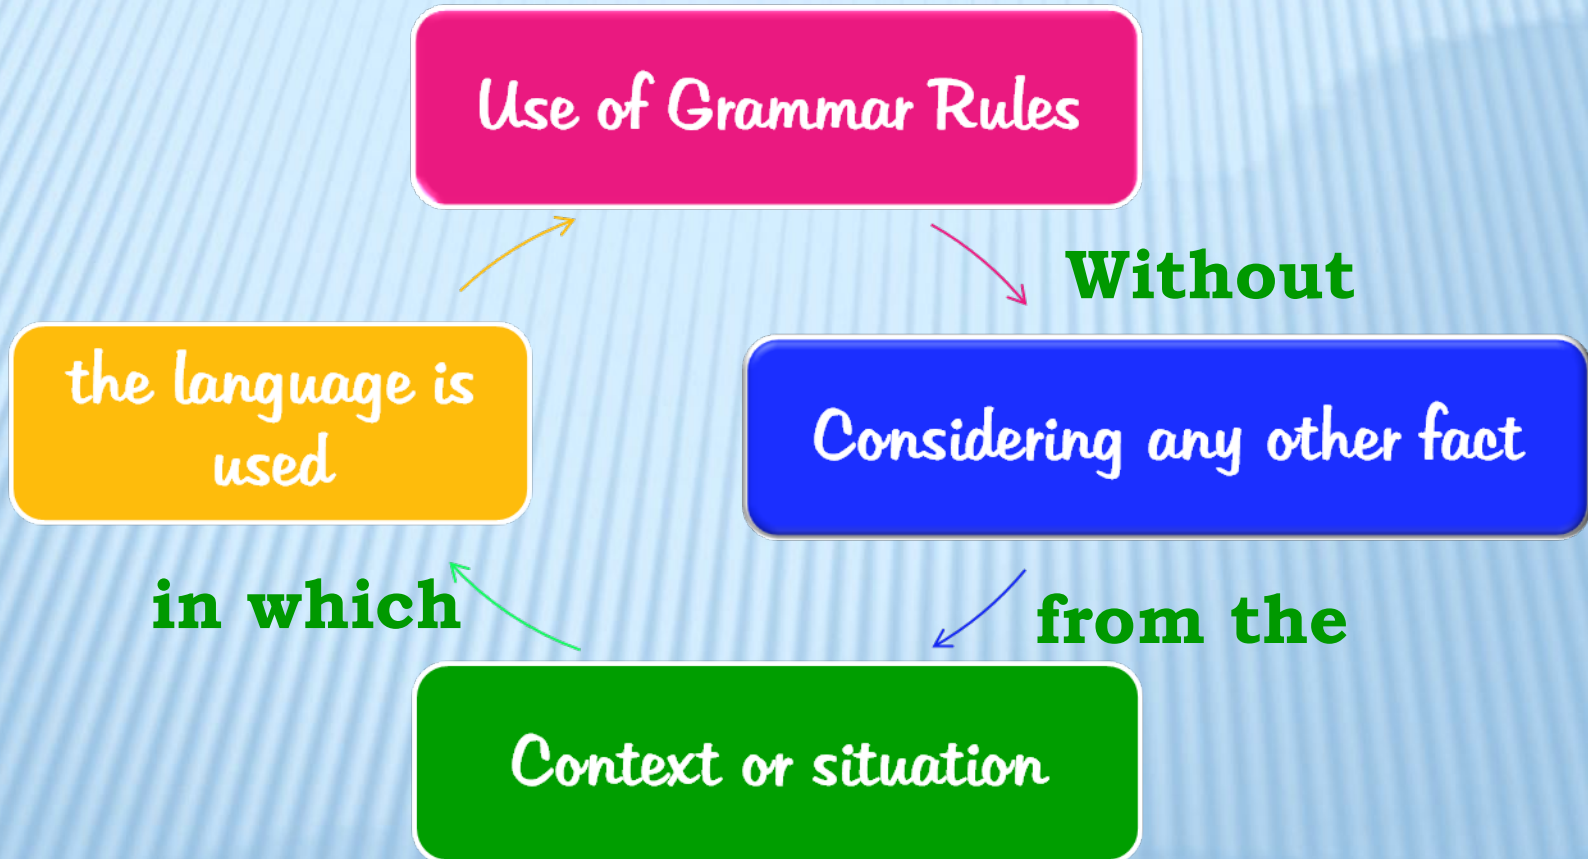 Use of Grammar Rules
Without
Considering any other fact
from the
Context or situation
in which
the language is
used